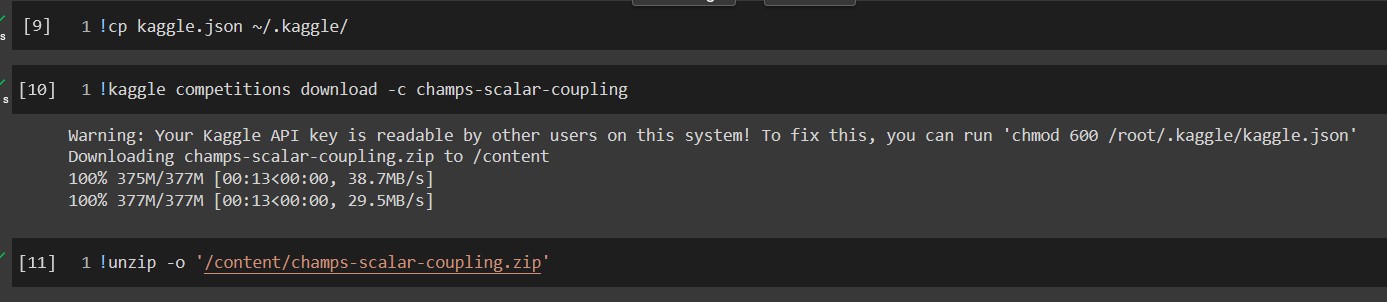 s
[9] 1 !cp kaggle.json ~/.kaggle/
s
[10] 1 !kaggle competitions download -c champs-scalar-coupling
Warning: Your Kaggle API key is readable by other users on this system! To fix this, you can run 'chmod 600 /root/.kaggle/kaggle.json'
Downloading champs-scalar-coupling.zip to /content
100% 375M/377M [00:13<00:00, 38.7MB/s]
100% 377M/377M [00:13<00:00, 29.5MB/s]
[11] 1 !unzip -o '/content/champs-scalar-coupling.zip'